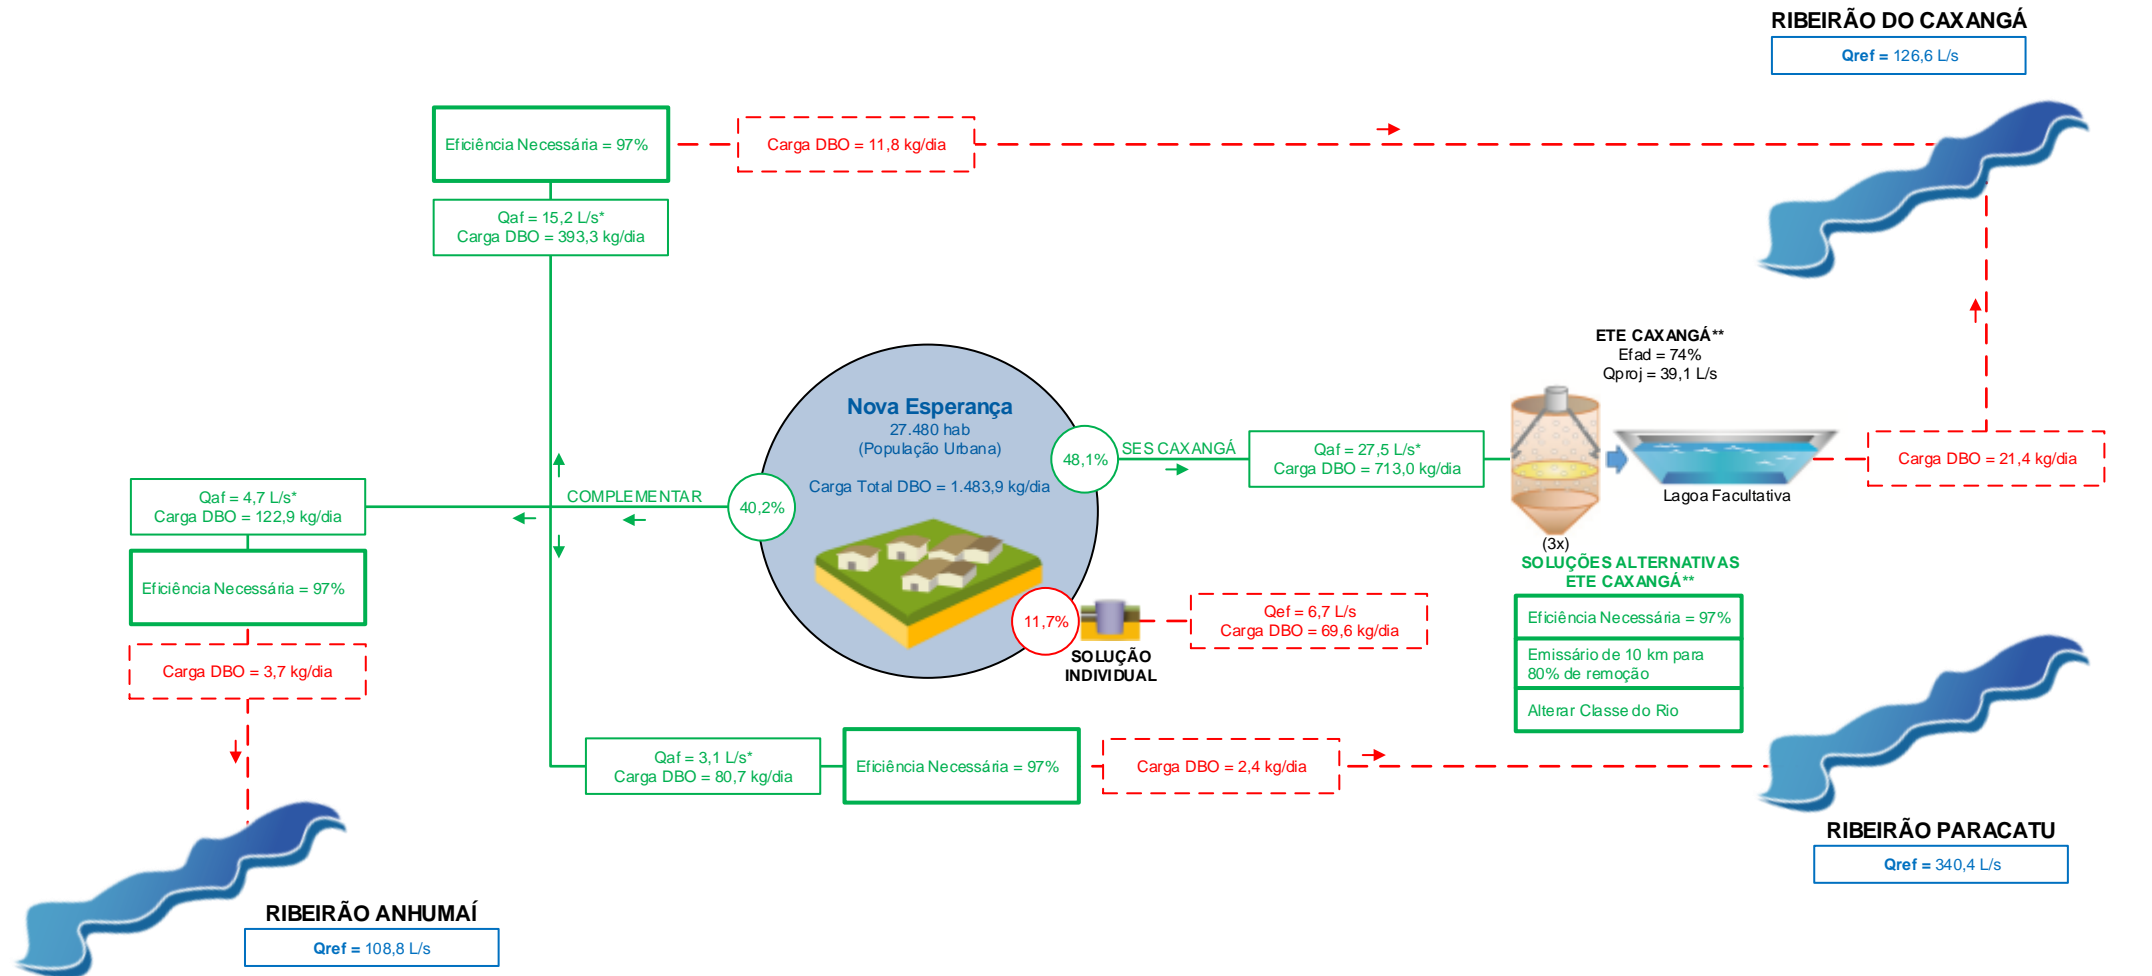 RIBEIRÃO DO CAXANGÁ
Qref = 126,6 L/s
Eficiência Necessária = 97%
Carga DBO = 11,8 kg/dia
Qaf = 15,2 L/s*
Carga DBO = 393,3 kg/dia
ETE CAXANGÁ**
Efad = 74%
Qproj = 39,1 L/s
Nova Esperança
27.480 hab
(População Urbana)
Carga Total DBO = 1.483,9 kg/dia
48,1%
SES CAXANGÁ
Qaf = 27,5 L/s*
Carga DBO = 713,0 kg/dia
Carga DBO = 21,4 kg/dia
Lagoa Facultativa
(3x)
40,2%
COMPLEMENTAR
Qaf = 4,7 L/s*
Carga DBO = 122,9 kg/dia
Eficiência Necessária = 97%
Carga DBO = 3,7 kg/dia
11,7%
SOLUÇÃO
INDIVIDUAL
Qef = 6,7 L/s
Carga DBO = 69,6 kg/dia
SOLUÇÕES ALTERNATIVAS
ETE CAXANGÁ**
Eficiência Necessária = 97%
Emissário de 10 km para
80% de remoção
Alterar Classe do Rio
Qaf = 3,1 L/s*
Carga DBO = 80,7 kg/dia
Eficiência Necessária = 97%
Carga DBO = 2,4 kg/dia
RIBEIRÃO PARACATU
Qref = 340,4 L/s
RIBEIRÃO ANHUMAÍ
Qref = 108,8 L/s